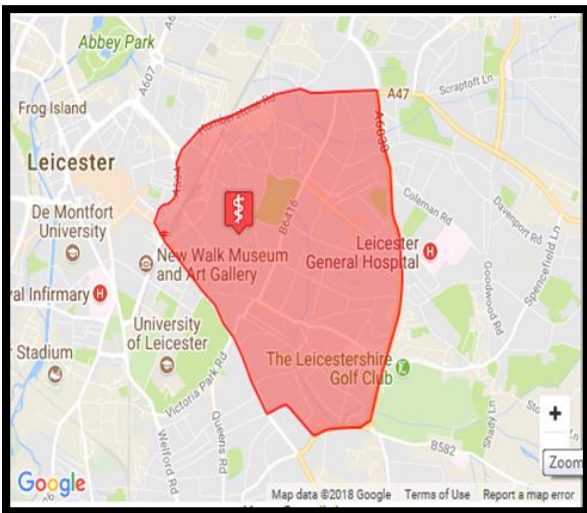 Abbey Park
A607
Scraptoft Ln
A47
Frog Island
Humberstone Rd
A6030
Leicester
A594
Coleman Rd
De Montfort
University
B6416
Davenport Rd
Spencefield Ln
New Walk Museum
and Art Gallery
Leicester
General Hospital
H
al Infirmary H
Goodwood Rd
University
of Leicester
Stadium
The Leicestershire
Golf Club
Victoria Park Rd
Queens Rd
Welford Rd
Shady Ln
B582
+
Zoom
Google
Map data ©2018 Google Terms of Use Report a map error